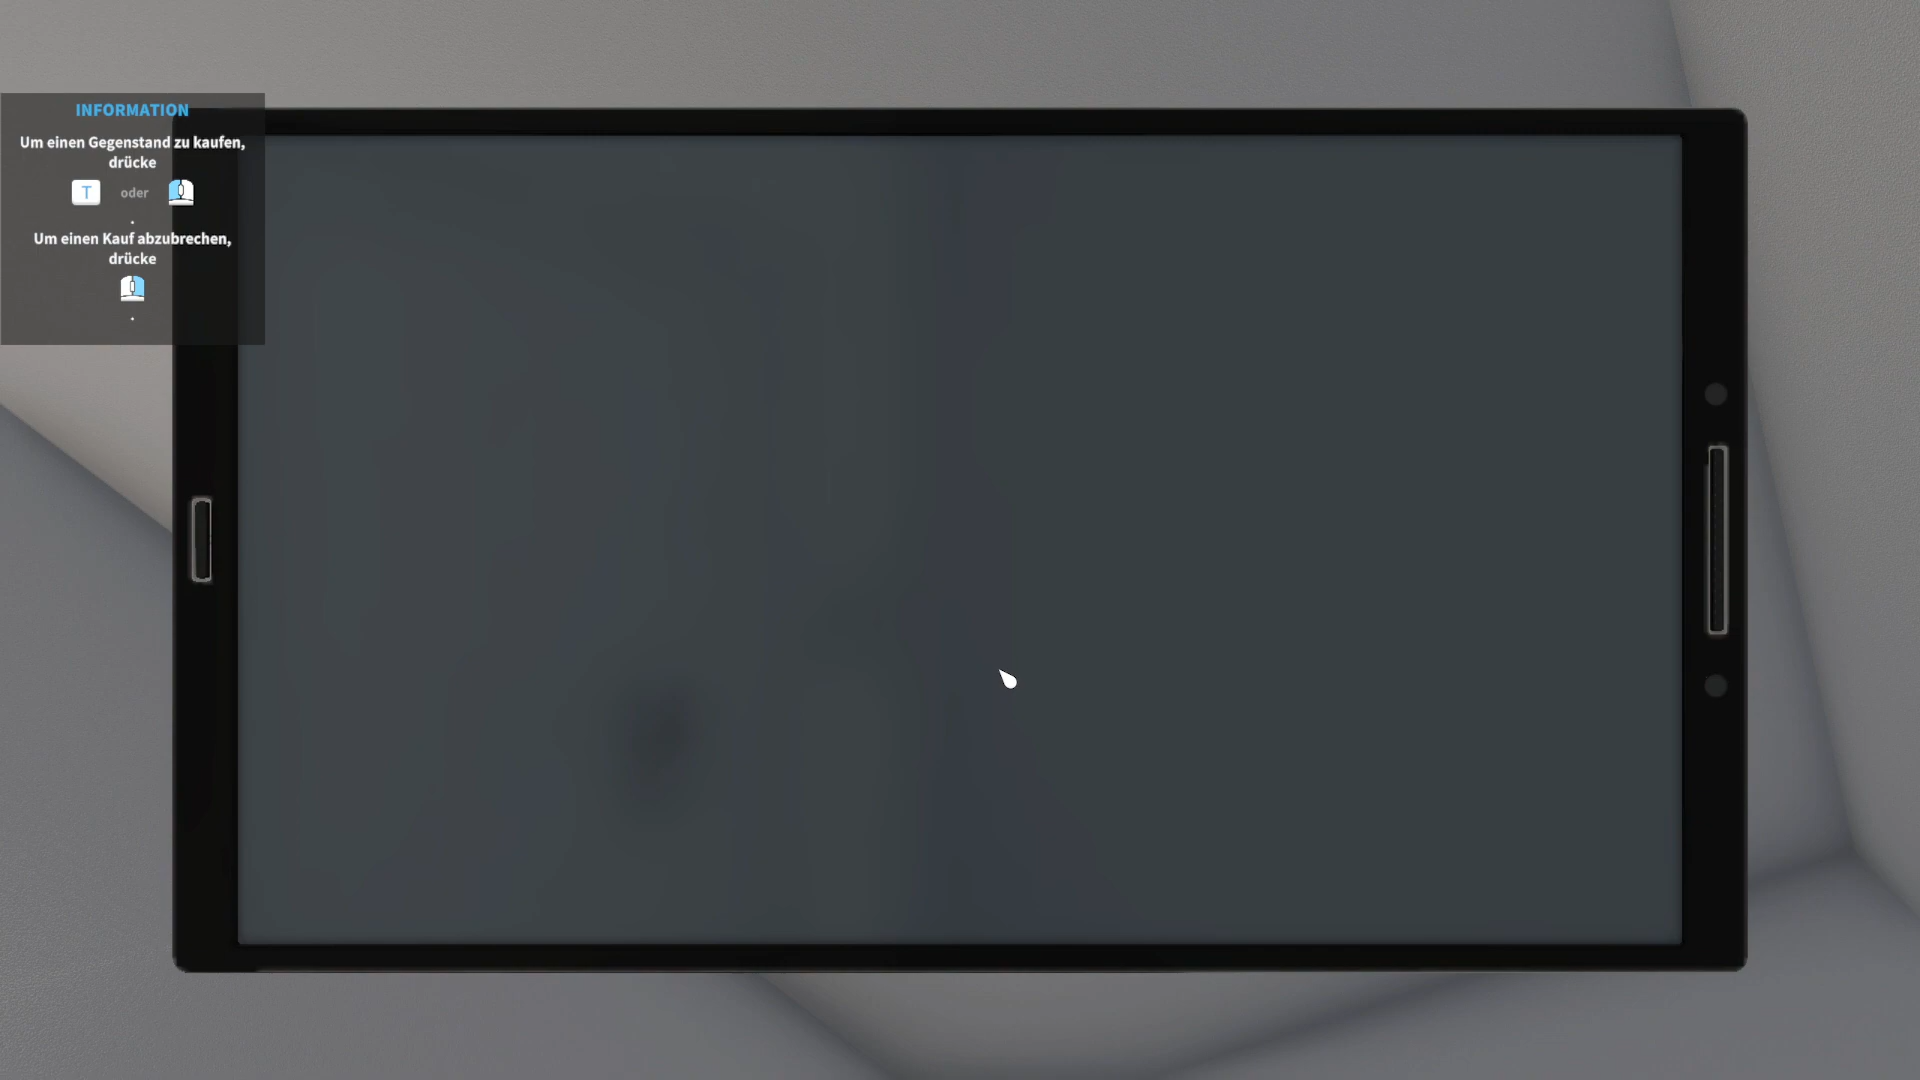 INFORMATION
Um einen Gegenstand zu kaufen,
drücke
T oder
.
Um einen Kauf abzubrechen,
drücke
.